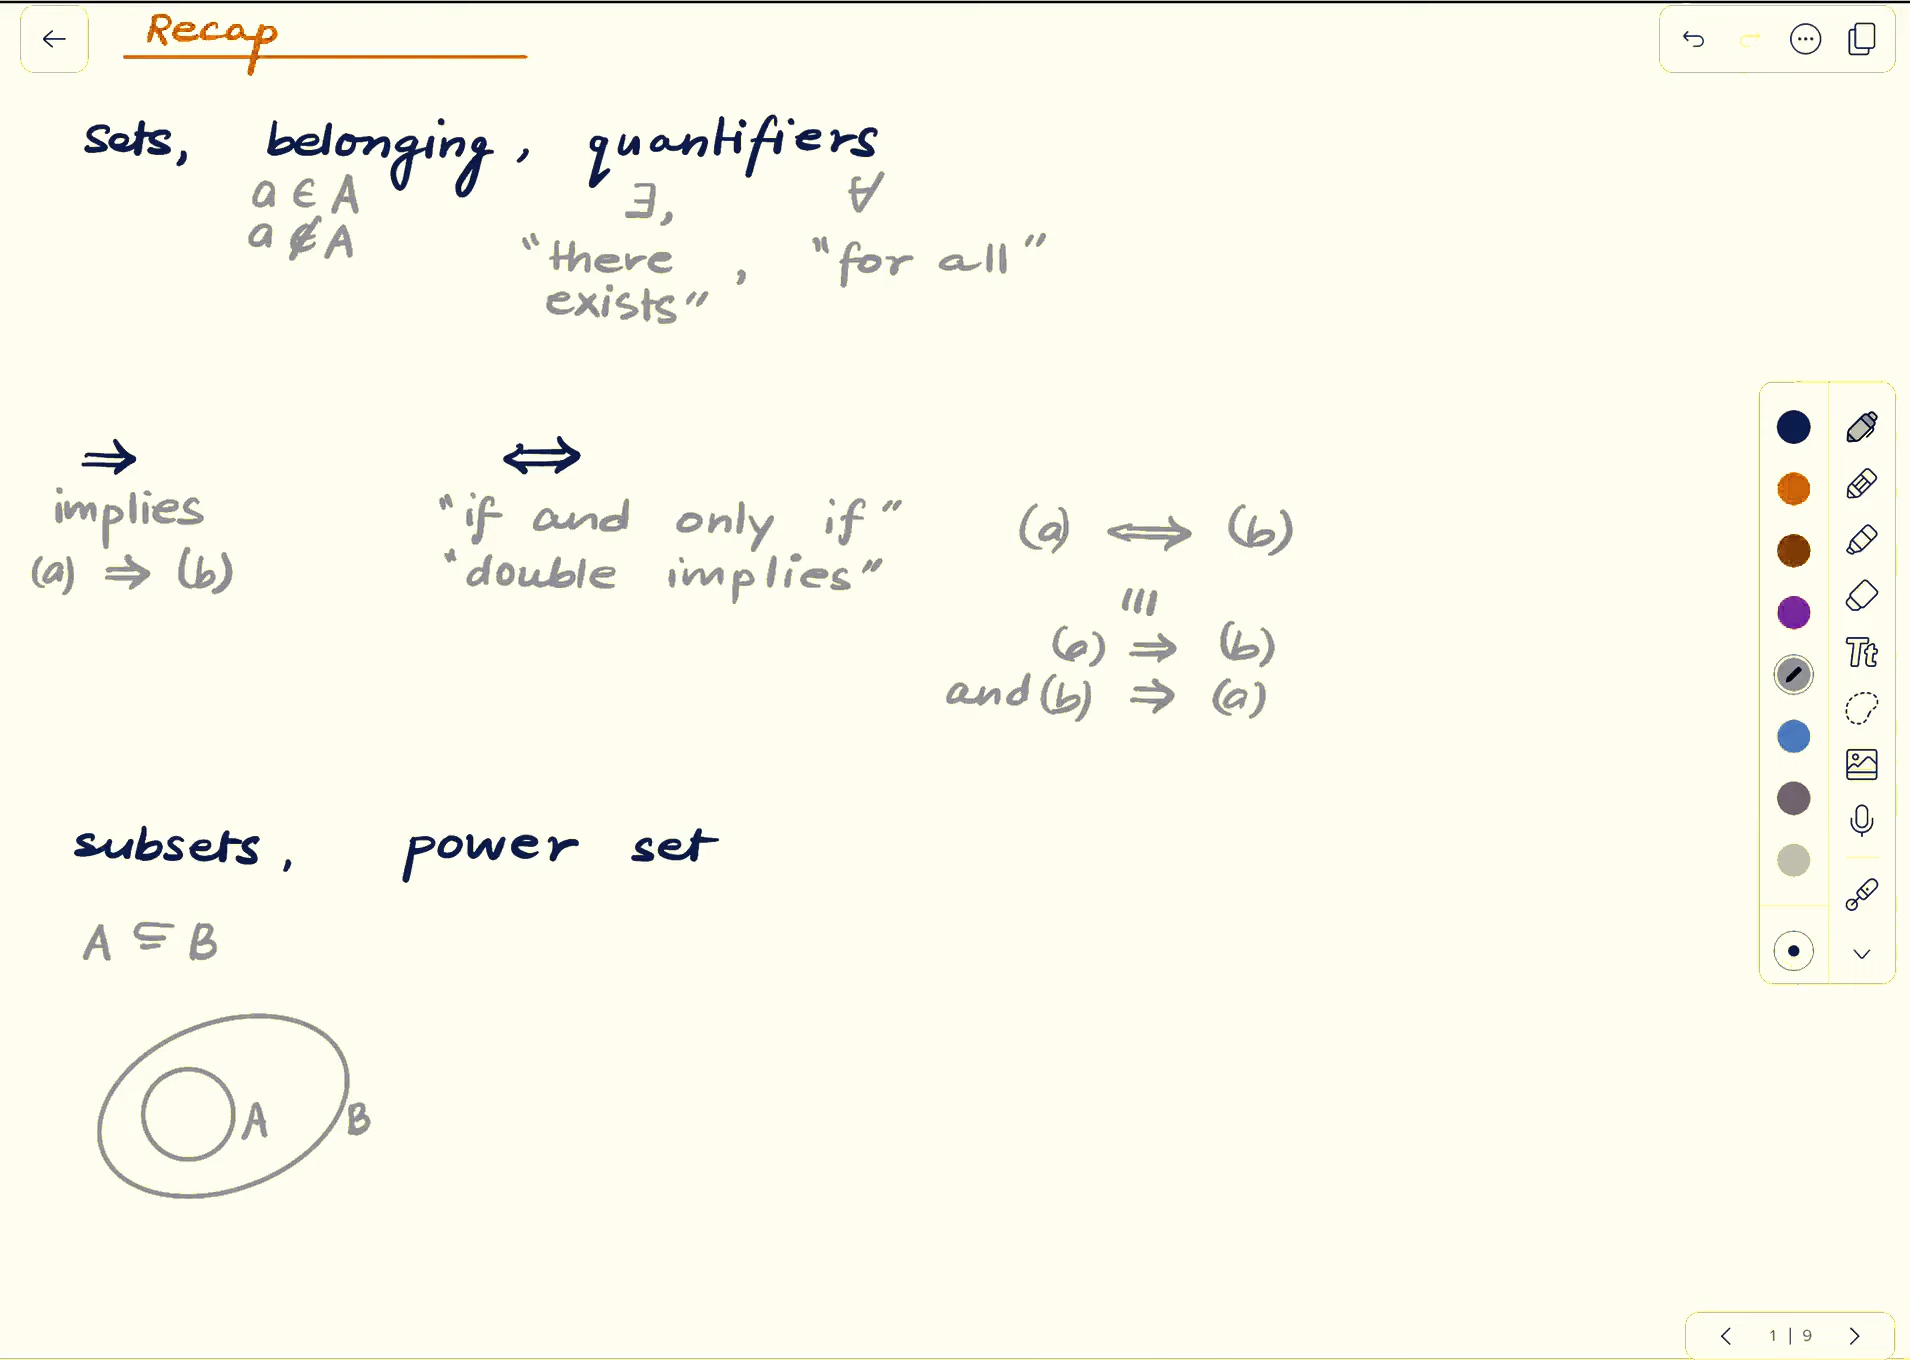 Recap
sets, belonging, quantifiers
a ∈ A ∃, ∀
a ∉ A "there , "for all"
exists"
⇒ ⇔
implies "if and only if" (a) ⇔ (b)
(a) ⇒ (b) "double implies"
≡
(a) ⇒ (b)
and (b) ⇒ (a)
subsets, power set
A ⊆ B
A B
Tt
1 | 9